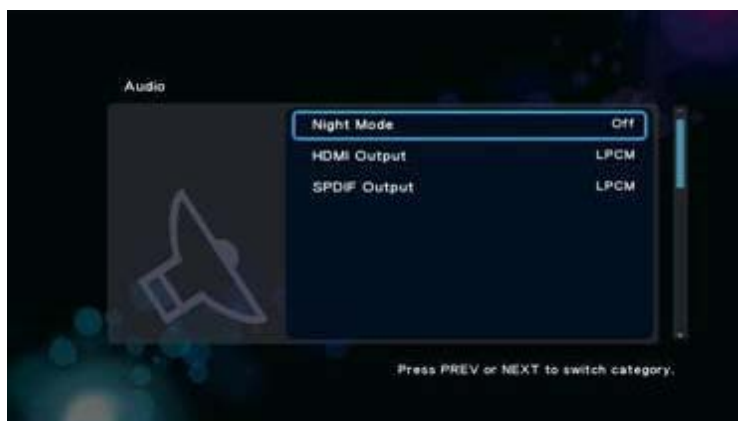 Audio
Night Mode Off
HDMI Output LPCM
SPDIF Output LPCM
Press PREV or NEXT to switch category.